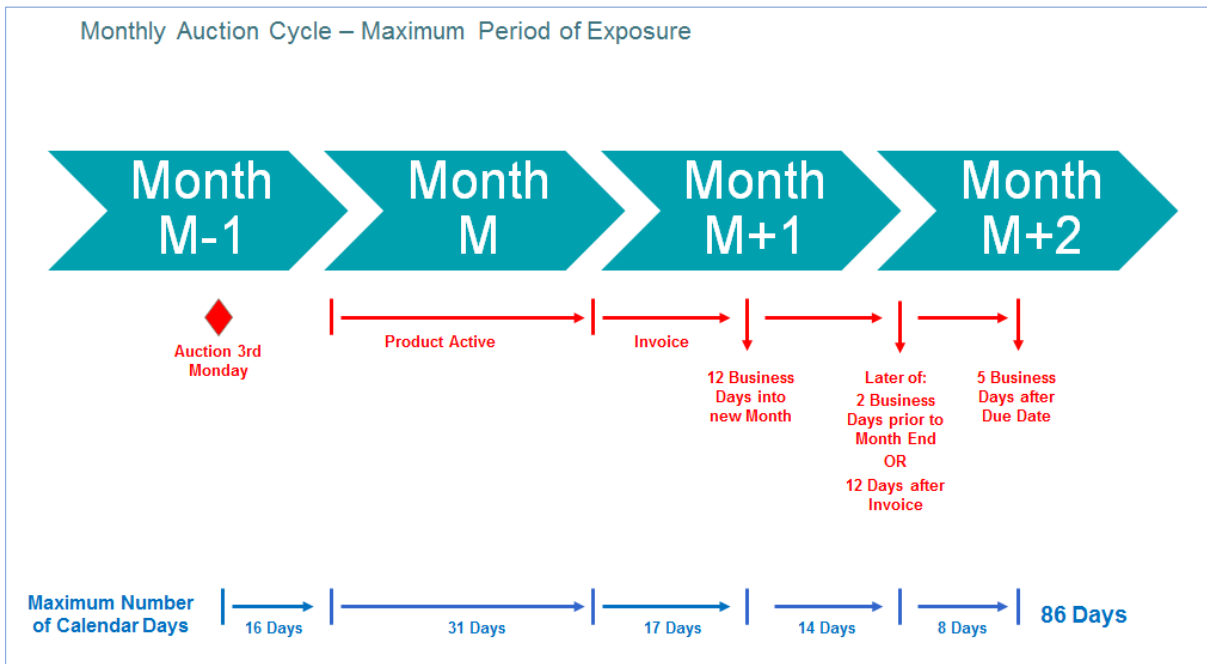 Monthly Auction Cycle – Maximum Period of Exposure
Month
M-1
Month
M
Month
M+1
Month
M+2
Auction 3rd
Monday
Product Active
Invoice
12 Business
Days into
new Month
Later of:
2 Business
Days prior to
Month End
OR
12 Days after
Invoice
5 Business
Days after
Due Date
Maximum Number
of Calendar Days
16 Days
31 Days
17 Days
14 Days
8 Days
86 Days